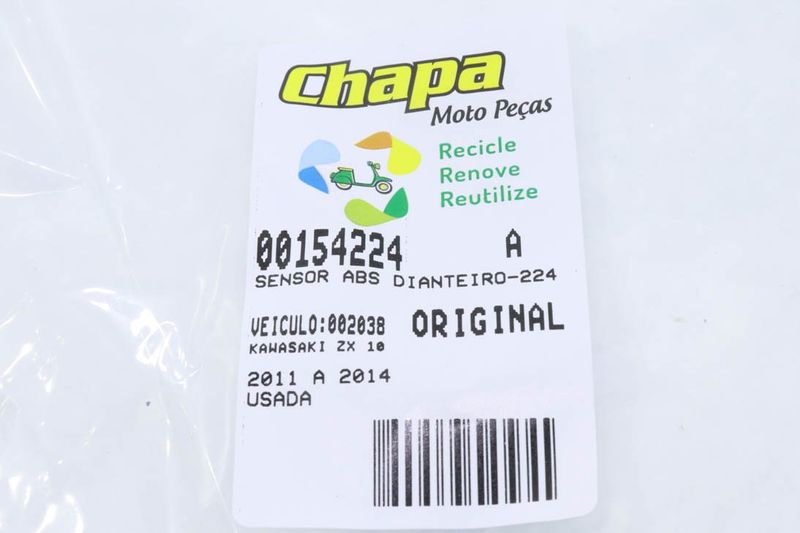 Chapa
Moto Peças
Recicle
Renove
Reutilize
00154224 A
SENSOR ABS DIANTEIRO-224
VEICULO:002038 ORIGINAL
KAWASAKI ZX 10
2011 A 2014
USADA